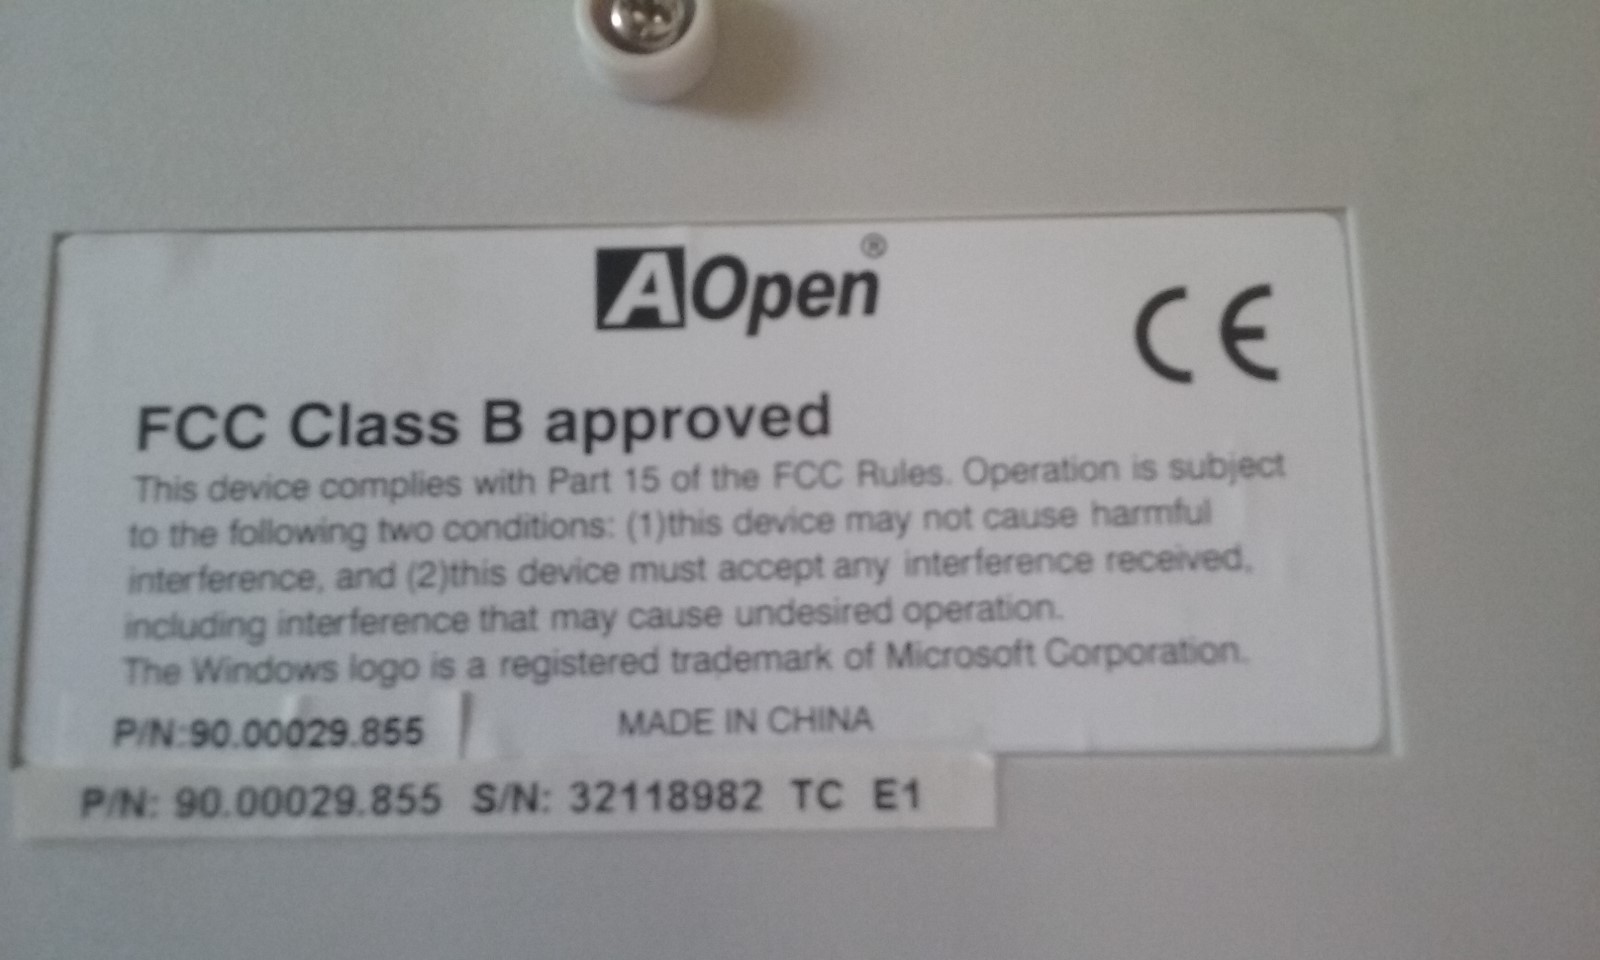 AOpen®
CE
FCC Class B approved
This device complies with Part 15 of the FCC Rules. Operation is subject
to the following two conditions: (1)this device may not cause harmful
interference, and (2)this device must accept any interference received,
including interference that may cause undesired operation.
The Windows logo is a registered trademark of Microsoft Corporation.
P/N:90.00029.855 MADE IN CHINA
P/N: 90.00029.855 S/N: 32118982 TC E1